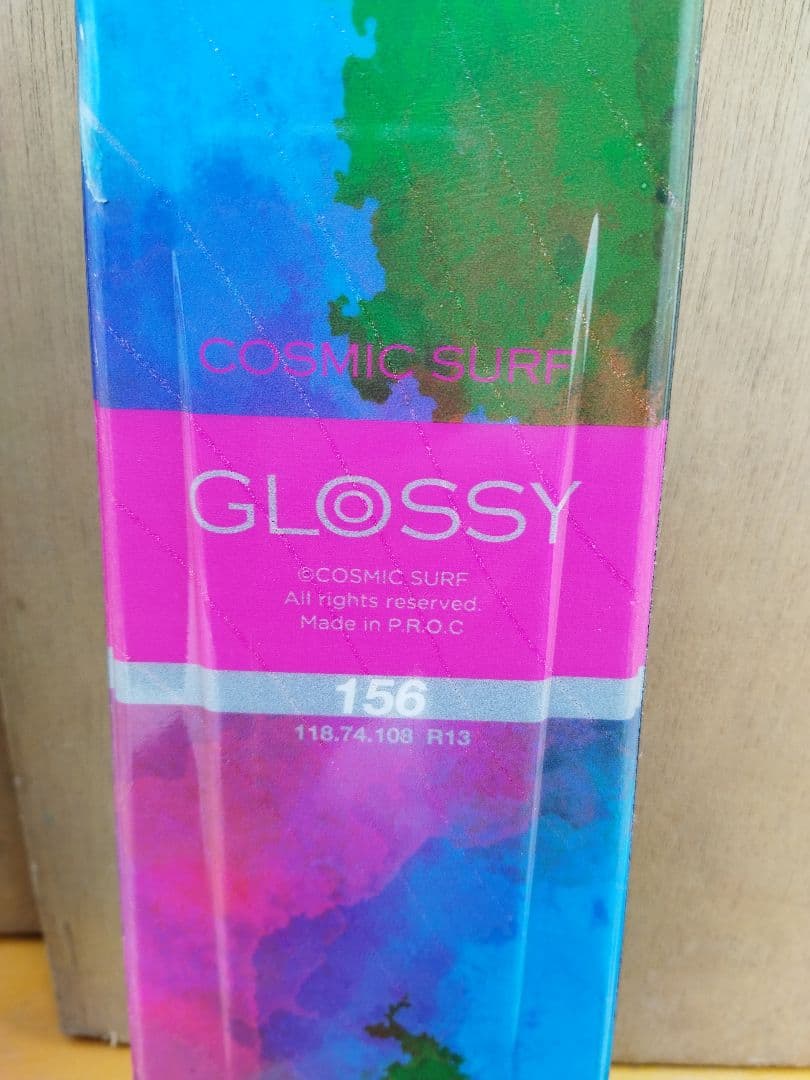 COSMIC SURF
GLOSSY
©COSMIC SURF
All rights reserved.
Made in P.R.O.C
156
118.74.108 R13